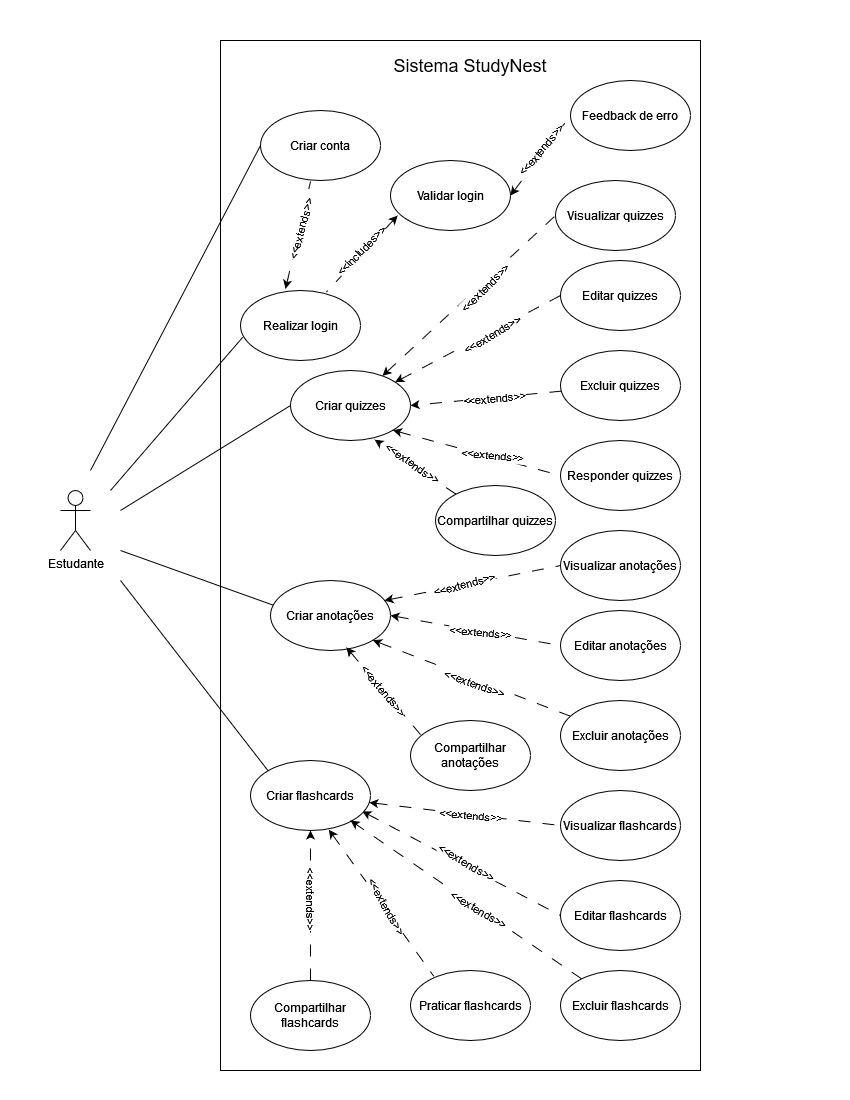 Sistema StudyNest
Feedback de erro
Criar conta
<<extends>>
Validar login
Visualizar quizzes
<<extends>>
<<includes>>
Realizar login
<<extends>>
Editar quizzes
<<extends>>
Criar quizzes
<<extends>>
Excluir quizzes
<<extends>>
<<extends>>
Responder quizzes
<<extends>>
Compartilhar quizzes
Estudante
Visualizar anotações
<<extends>>
Criar anotações
<<extends>>
Editar anotações
<<extends>>
<<extends>>
Excluir anotações
Compartilhar
anotações
Criar flashcards
<<extends>>
Visualizar flashcards
<<extends>>
<<extends>>
<<extends>>
<<extends>>
Editar flashcards
Compartilhar
flashcards
Praticar flashcards
Excluir flashcards